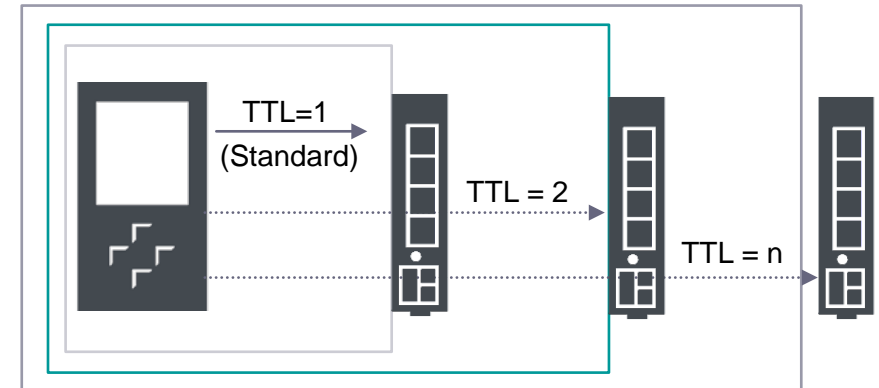 TTL=1
(Standard)
TTL = 2
TTL = n